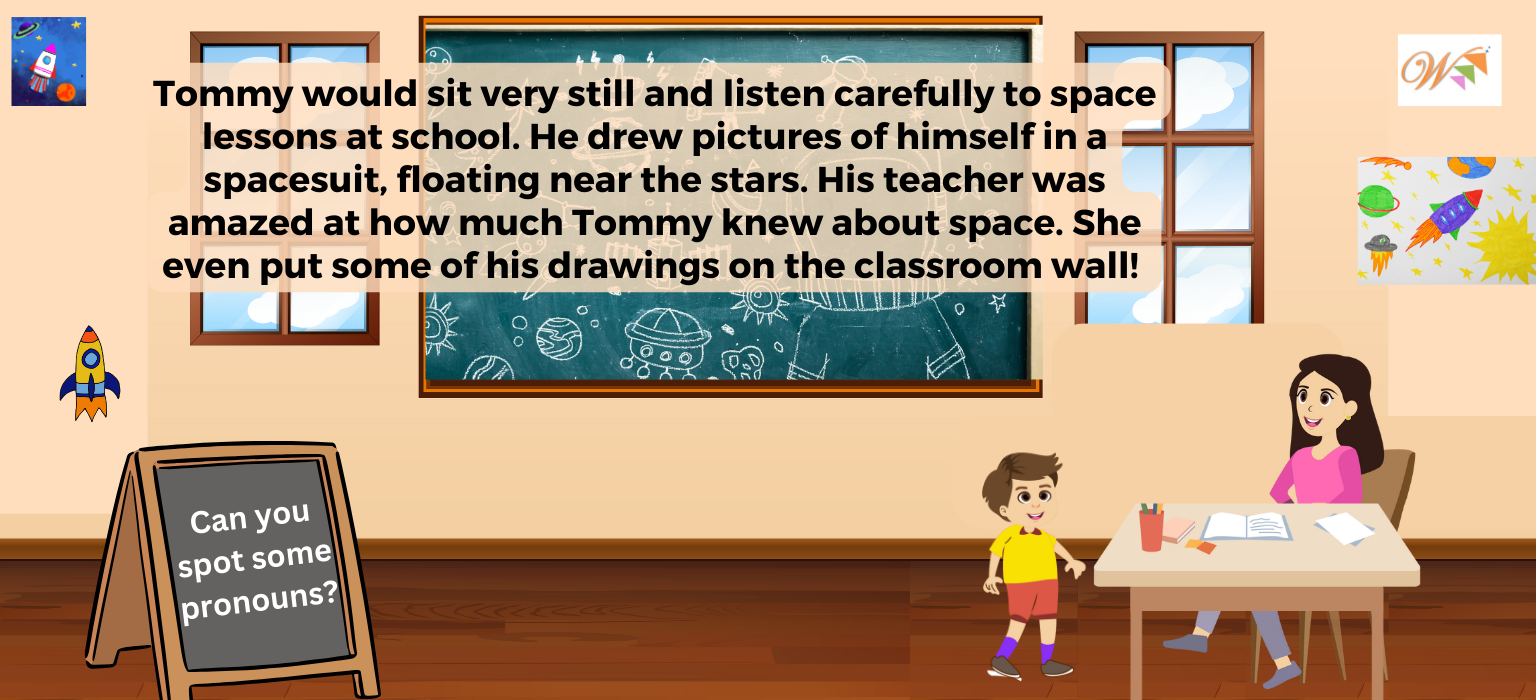 Tommy would sit very still and listen carefully to space
lessons at school. He drew pictures of himself in a
spacesuit, floating near the stars. His teacher was
amazed at how much Tommy knew about space. She
even put some of his drawings on the classroom wall!
W
Can you
spot some
pronouns?